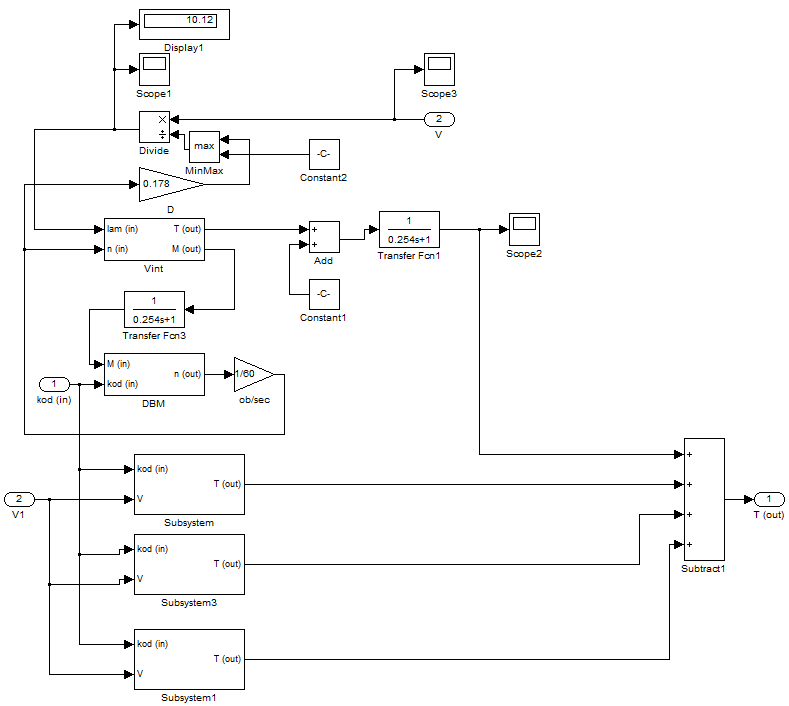 10.12
Display1
Scope1
Scope3
×
÷
Divide
2
V
max
MinMax
-C-
Constant2
0.178
D
lam (in)
T (out)
n (in)
M (out)
Vint
+
+
Add
1
0.254s+1
Transfer Fcn1
Scope2
-C-
Constant1
1
0.254s+1
Transfer Fcn3
M (in)
kod (in)
n (out)
DBM
1/60
ob/sec
1
kod (in)
kod (in)
V
T (out)
Subsystem
2
V1
kod (in)
V
T (out)
Subsystem3
kod (in)
V
T (out)
Subsystem1
+
+
+
+
Subtract1
1
T (out)